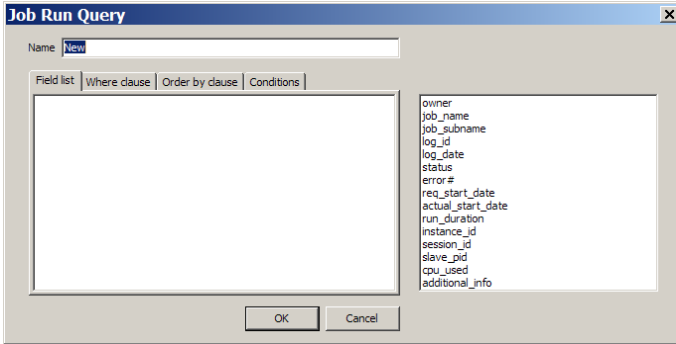 Job Run Query
Name New
Field list Where clause Order by clause Conditions
owner
job_name
job_subname
log_id
log_date
status
error#
req_start_date
actual_start_date
run_duration
instance_id
session_id
slave_pid
cpu_used
additional_info
OK Cancel